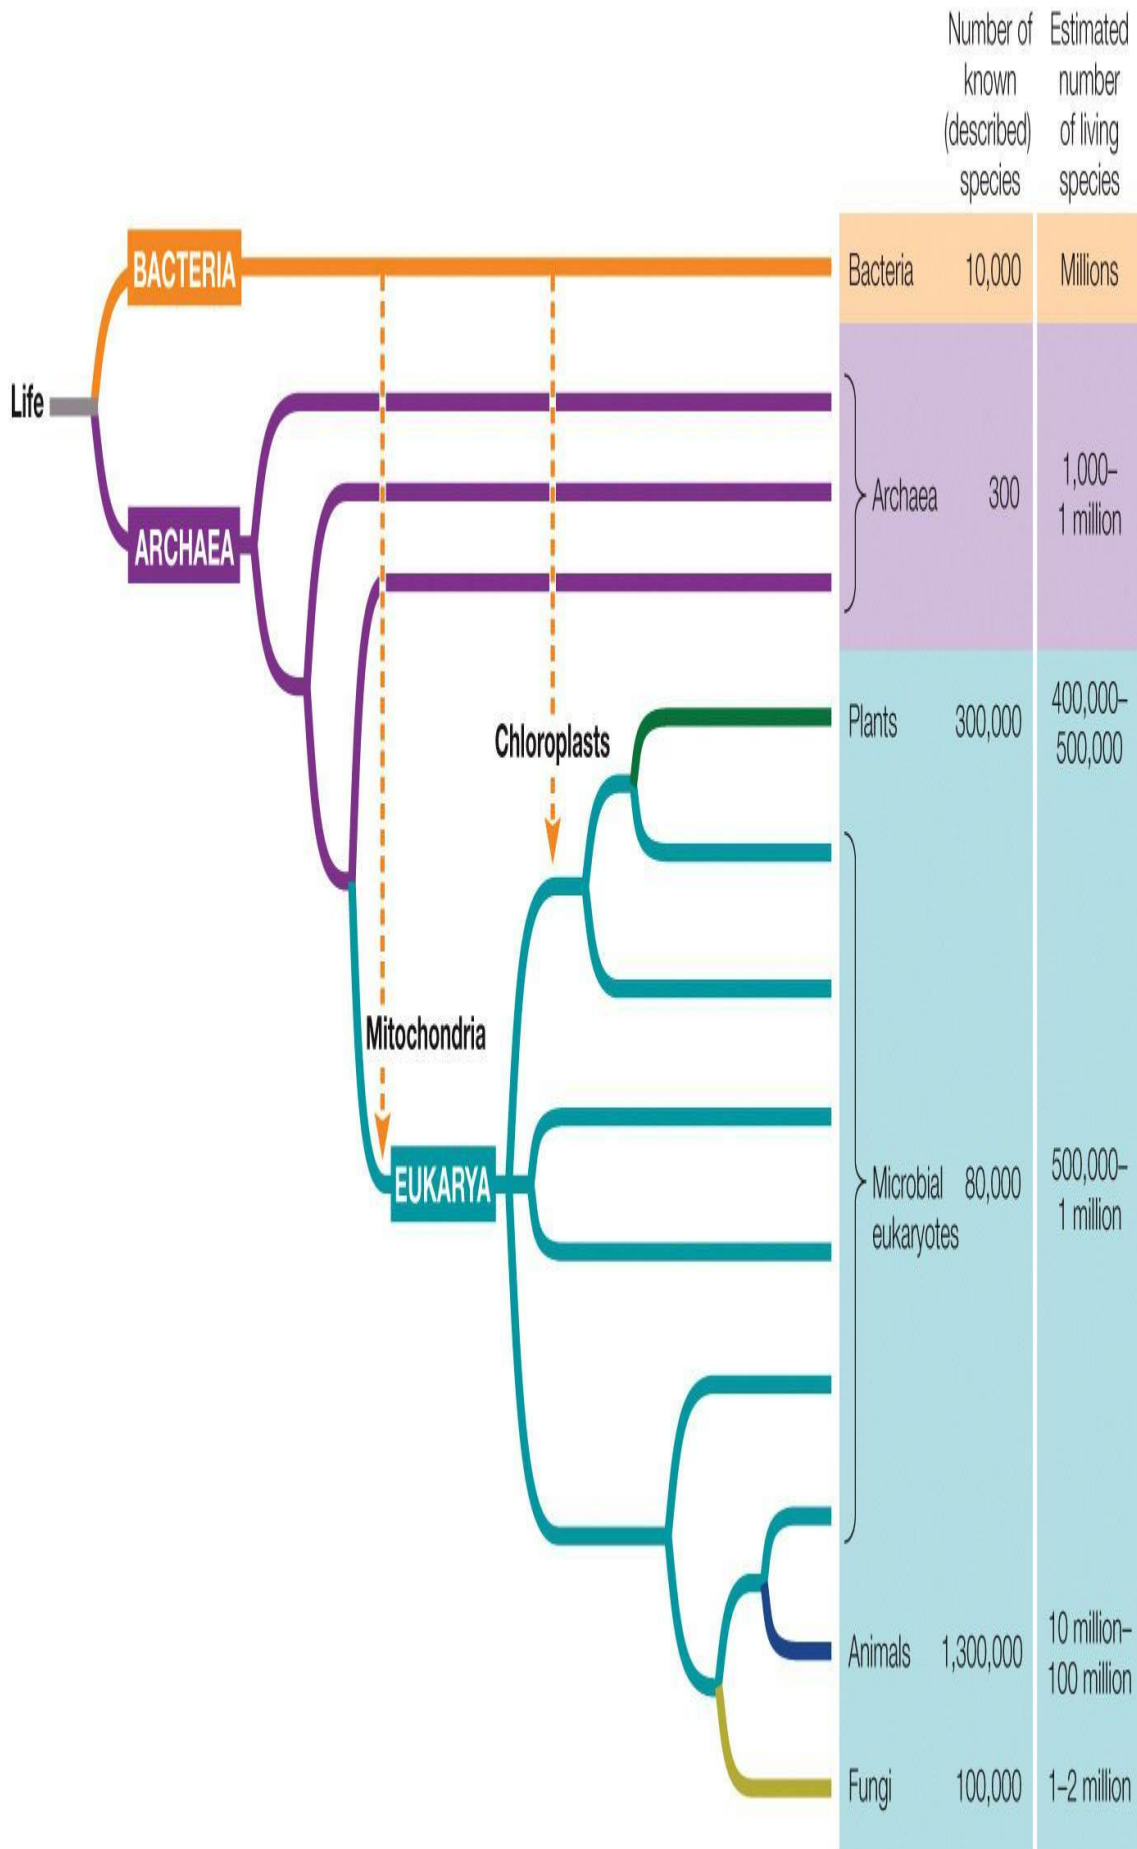 Number of known (described) species
Estimated number of living species
BACTERIA
Bacteria 10,000 Millions
Life
ARCHAEA
Archaea 300 1,000–
1 million
Plants 300,000 400,000–
500,000
Chloroplasts
Mitochondria
EUKARYA
Microbial
eukaryotes
80,000 500,000–
1 million
Animals 1,300,000 10 million–
100 million
Fungi 100,000 1–2 million